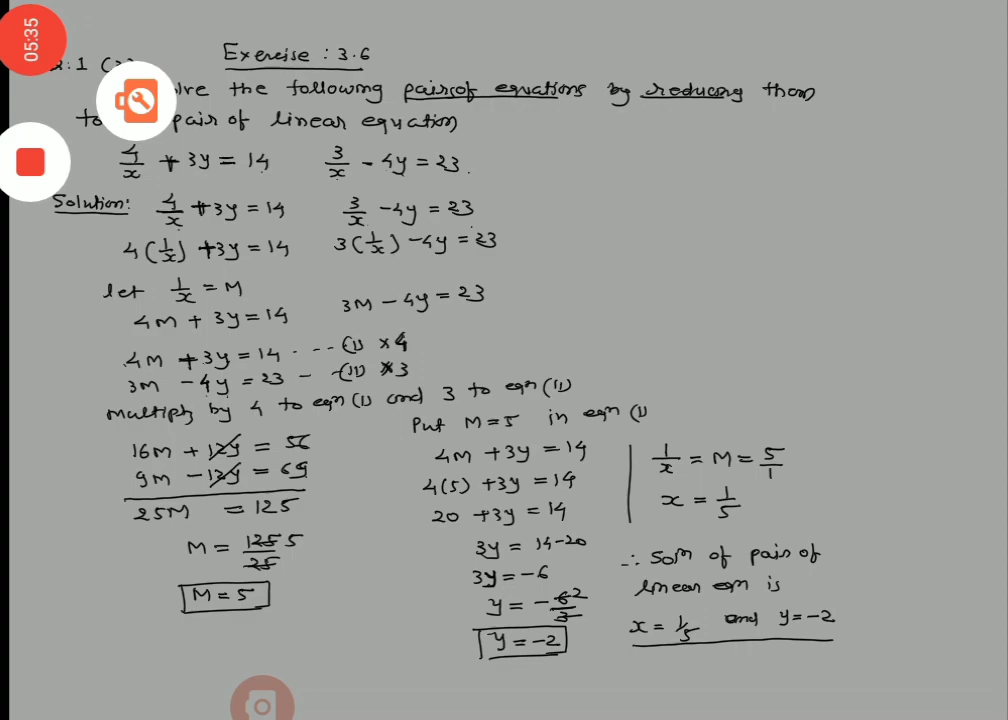 05:35
Exercise : 3.6
:1
the following pair of equations by reducing them
to pair of linear equation
4/x + 3y = 14 3/x - 4y = 23.
Solution: 4/x + 3y = 14 3/x - 4y = 23
4(1/x) + 3y = 14 3(1/x) - 4y = 23
let 1/x = M
4M + 3y = 14 3M - 4y = 23
4M + 3y = 14 --- (I) ×4
3M - 4y = 23 - -(II) ×3
Multiply by 4 to eqn (I) and 3 to eqn (II)
16M + 12y = 56
9M - 12y = 69
25M = 125
M = 125/25 5
M = 5
Put M = 5 in eqn (I)
4M + 3y = 14
4(5) + 3y = 14
20 + 3y = 14
3y = 14-20
3y = -6
y = -6/3 2
y = -2
1/x = M = 5/1
x = 1/5
∴ Soln of pair of
linear eqn is
x = 1/5 and y = -2